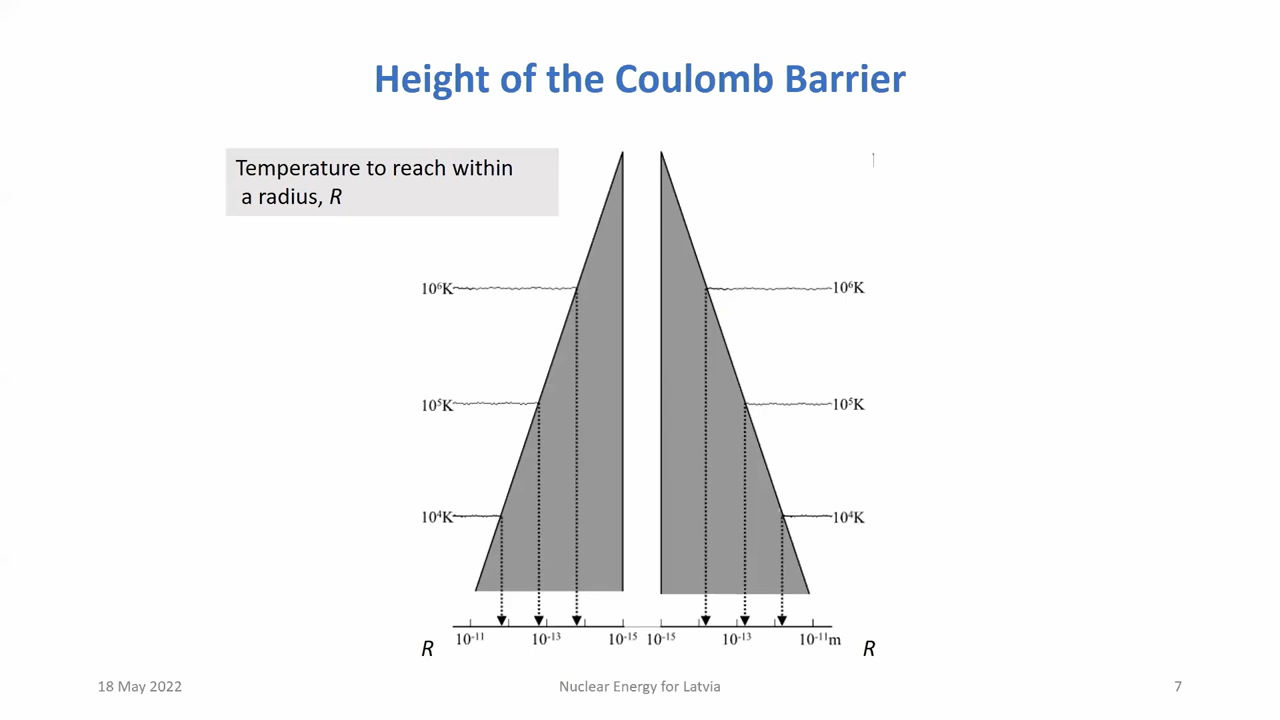 Height of the Coulomb Barrier
Temperature to reach within
a radius, R
10⁶K 10⁶K
10⁵K 10⁵K
10⁴K 10⁴K
10⁻¹¹ 10⁻¹³ 10⁻¹⁵ 10⁻¹⁵ 10⁻¹³ 10⁻¹¹m
R R
18 May 2022 Nuclear Energy for Latvia 7